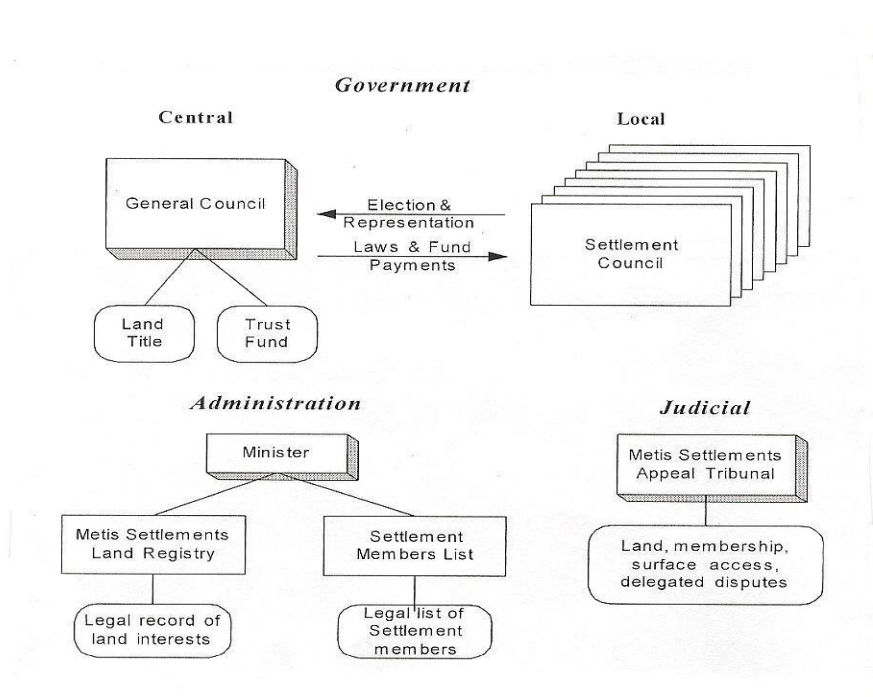 Government
Central
Local
General Council
Election &
Representation
Laws & Fund
Payments
Settlement
Council
Land
Title
Trust
Fund
Administration
Judicial
Minister
Metis Settlements
Appeal Tribunal
Metis Settlements
Land Registry
Settlement
Members List
Land, membership,
surface access,
delegated disputes
Legal record of
land interests
Legal list of
Settlement
members